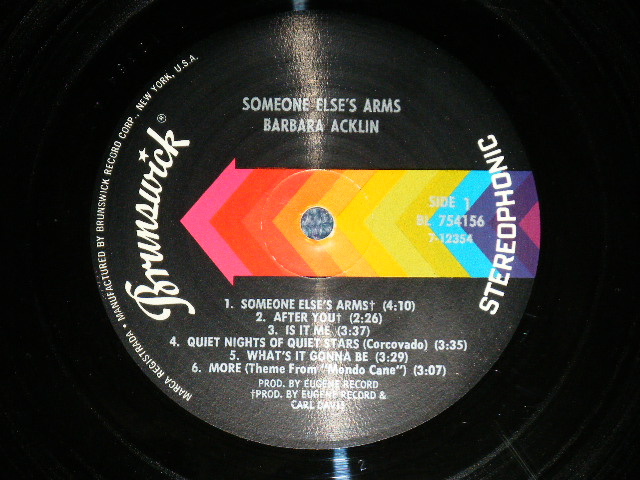 SOMEONE ELSE'S ARMS
BARBARA ACKLIN
Brunswick®
MARCA REGISTRADA • MANUFACTURED BY BRUNSWICK RECORD CORP., NEW YORK, U.S.A.
STEREOPHONIC
SIDE 1
BL 754156
7-12354
1. SOMEONE ELSE'S ARMS† (4:10)
2. AFTER YOU† (2:26)
3. IS IT ME (3:37)
4. QUIET NIGHTS OF QUIET STARS (Corcovado) (3:35)
5. WHAT'S IT GONNA BE (3:29)
6. MORE (Theme From "Mondo Cane") (3:07)
PROD. BY EUGENE RECORD
†PROD. BY EUGENE RECORD &
CARL DAVIS
2